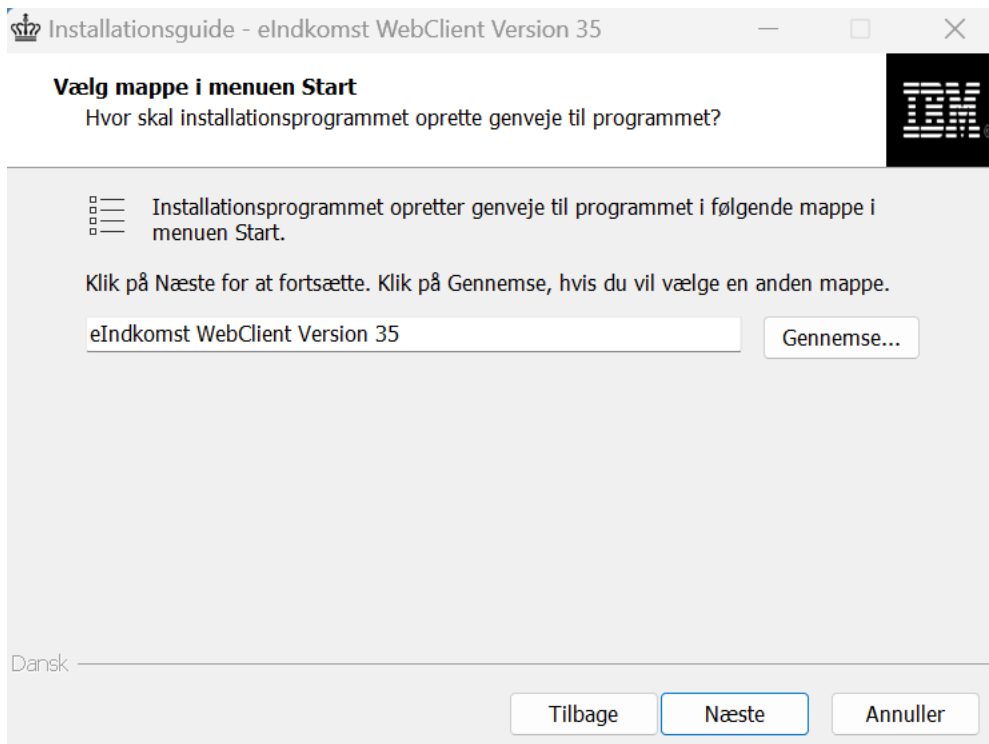 Installationsguide - eIndkomst WebClient Version 35
Vælg mappe i menuen Start
Hvor skal installationsprogrammet oprette genveje til programmet?
IBM®
Installationsprogrammet opretter genveje til programmet i følgende mappe i
menuen Start.
Klik på Næste for at fortsætte. Klik på Gennemse, hvis du vil vælge en anden mappe.
eIndkomst WebClient Version 35
Gennemse...
Dansk
Tilbage
Næste
Annuller